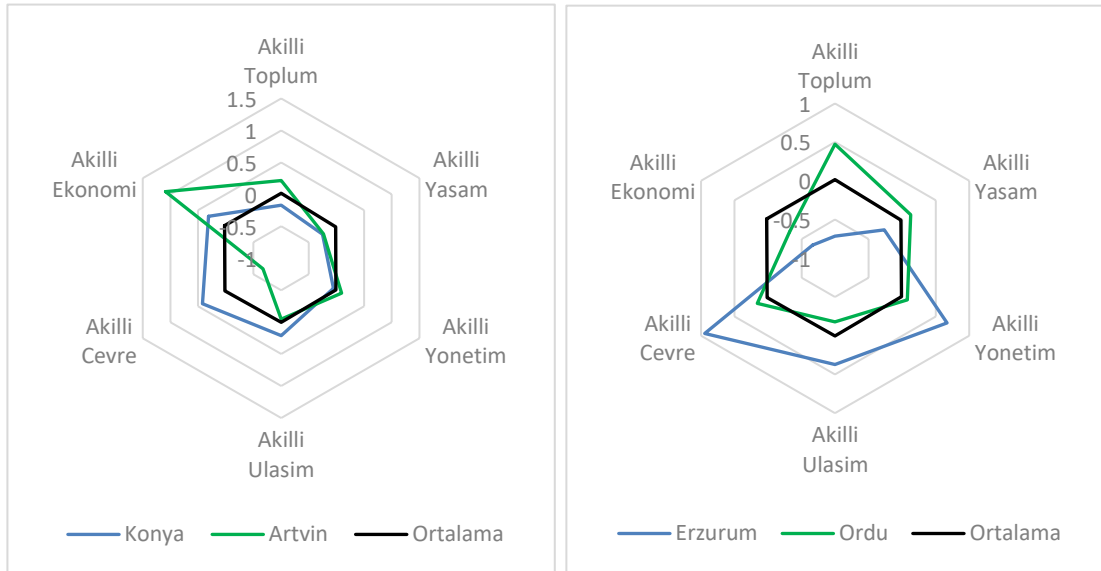 Akilli
Toplum
1.5
1
0.5
0
-0.5
-1
Akilli
Yasam
Akilli
Yonetim
Akilli
Ulasim
Akilli
Cevre
Akilli
Ekonomi
Konya
Artvin
Ortalama
Akilli
Toplum
1
0.5
0
-0.5
-1
Akilli
Yasam
Akilli
Yonetim
Akilli
Ulasim
Akilli
Cevre
Akilli
Ekonomi
Erzurum
Ordu
Ortalama